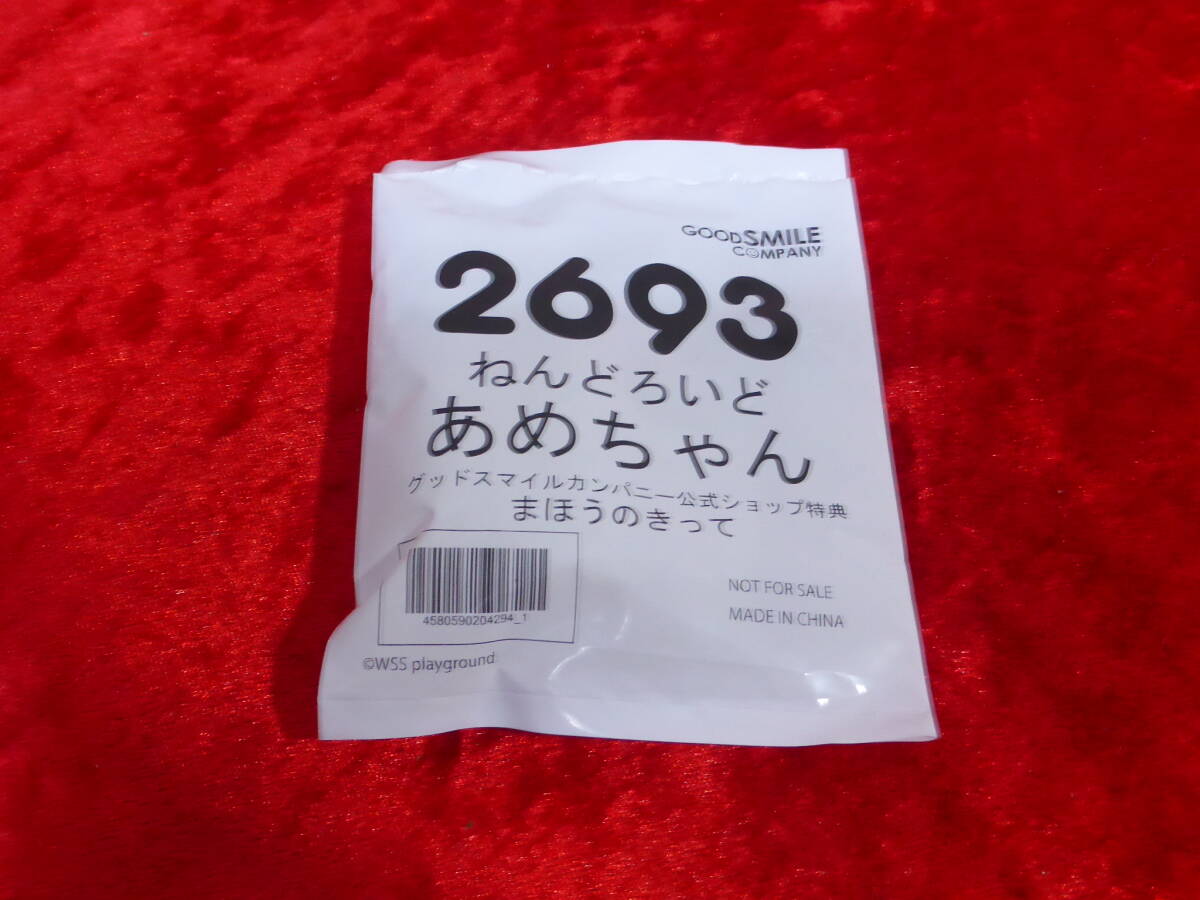 GOODSMILE
COMPANY
2693
ねんどろいど
あめちゃん
グッドスマイルカンパニー公式ショップ特典
まほうのきって
4580590204294_1
NOT FOR SALE
MADE IN CHINA
©WSS playground